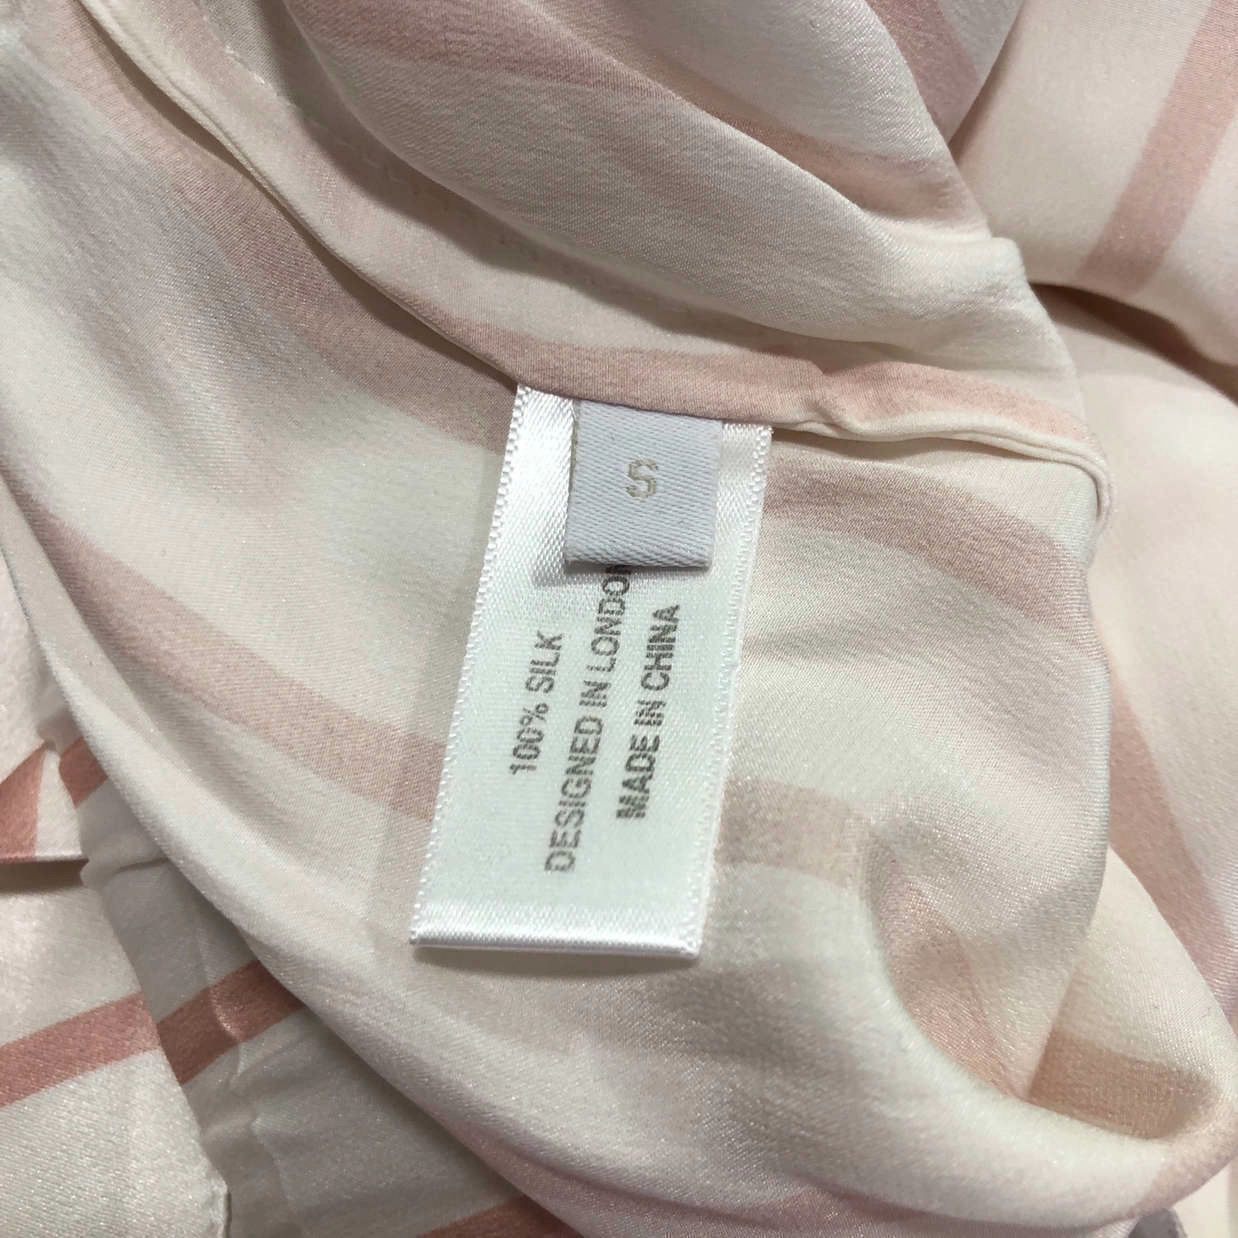 S
100% SILK
DESIGNED IN LONDON
MADE IN CHINA